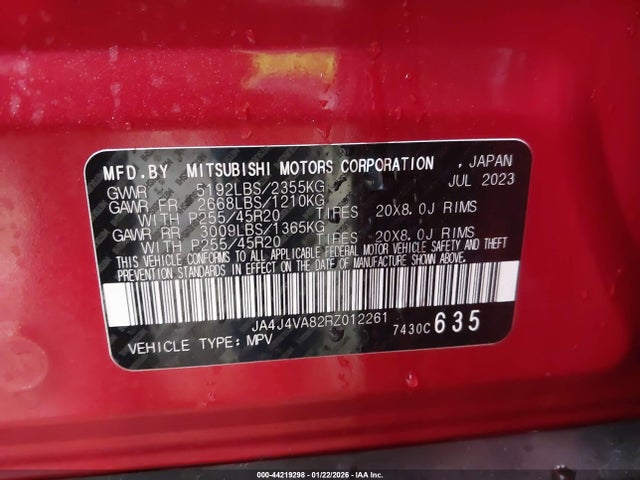 MFD.BY MITSUBISHI MOTORS CORPORATION , JAPAN
GVWR 5192LBS/2355KG JUL 2023
GAWR FR 2668LBS/1210KG
WITH P255/45R20 TIRES 20X8.0J RIMS
GAWR RR 3009LBS/1365KG
WITH P255/45R20 TIRES 20X8.0J RIMS
THIS VEHICLE CONFORMS TO ALL APPLICABLE FEDERAL MOTOR VEHICLE SAFETY AND THEFT
PREVENTION STANDARDS IN EFFECT ON THE DATE OF MANUFACTURE SHOWN ABOVE.
JA4J4VA82RZ012261 7430C 635
VEHICLE TYPE: MPV
000-44219298 - 01/22/2026 - IAA Inc.